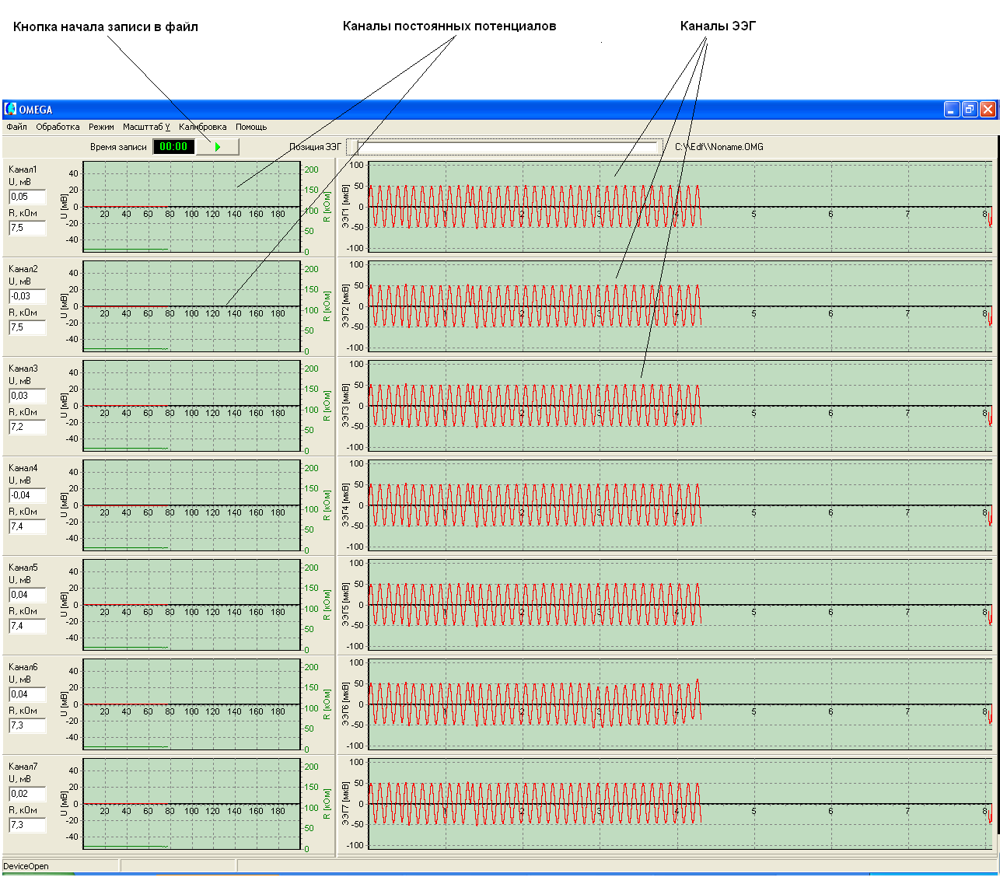 Кнопка начала записи в файл
Каналы постоянных потенциалов
Каналы ЭЭГ
OMEGA
Файл Обработка Режим Масшттаб Y Калибровка Помощь
Время записи 00:00 Позиция ЭЭГ C:\\Edf\\Noname.OMG
Канал1
U, мВ
0,05
R, кОм
7,5
U [мВ]
40
20
0
-20
-40
20 40 60 80 100 120 140 160 180
200
150
100
50
0
R [кОм]
ЭЭГ1 [мкВ]
100
50
0
-50
-100
1 2 3 4 5 6 7 8
Канал2
U, мВ
-0,03
R, кОм
7,5
U [мВ]
40
20
0
-20
-40
20 40 60 80 100 120 140 160 180
200
150
100
50
0
R [кОм]
ЭЭГ2 [мкВ]
100
50
0
-50
-100
1 2 3 4 5 6 7 8
Канал3
U, мВ
0,03
R, кОм
7,2
U [мВ]
40
20
0
-20
-40
20 40 60 80 100 120 140 160 180
200
150
100
50
0
R [кОм]
ЭЭГ3 [мкВ]
100
50
0
-50
-100
1 2 3 4 5 6 7 8
Канал4
U, мВ
-0,04
R, кОм
7,4
U [мВ]
40
20
0
-20
-40
20 40 60 80 100 120 140 160 180
200
150
100
50
0
R [кОм]
ЭЭГ4 [мкВ]
100
50
0
-50
-100
1 2 3 4 5 6 7 8
Канал5
U, мВ
0,04
R, кОм
7,4
U [мВ]
40
20
0
-20
-40
20 40 60 80 100 120 140 160 180
200
150
100
50
0
R [кОм]
ЭЭГ5 [мкВ]
100
50
0
-50
-100
1 2 3 4 5 6 7 8
Канал6
U, мВ
0,04
R, кОм
7,3
U [мВ]
40
20
0
-20
-40
20 40 60 80 100 120 140 160 180
200
150
100
50
0
R [кОм]
ЭЭГ6 [мкВ]
100
50
0
-50
-100
1 2 3 4 5 6 7 8
Канал7
U, мВ
0,02
R, кОм
7,3
U [мВ]
40
20
0
-20
-40
20 40 60 80 100 120 140 160 180
200
150
100
50
0
R [кОм]
ЭЭГ7 [мкВ]
100
50
0
-50
-100
1 2 3 4 5 6 7 8
DeviceOpen